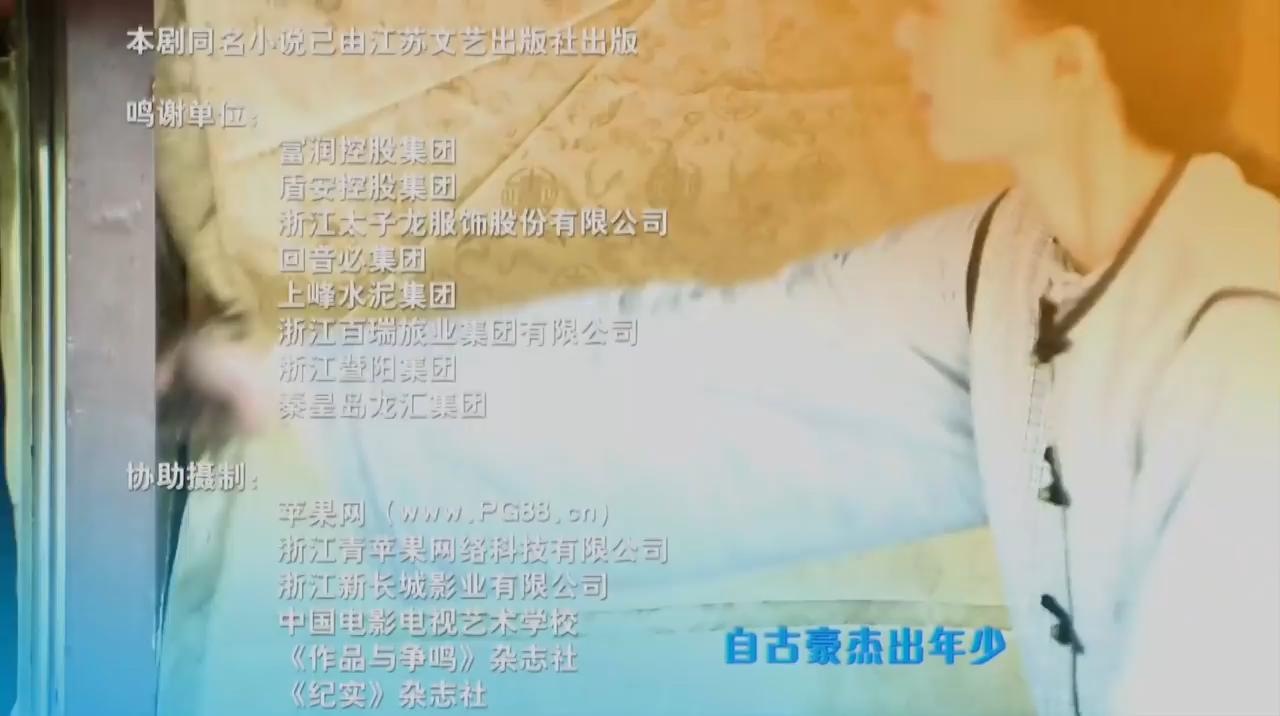 本剧同名小说已由江苏文艺出版社出版
鸣谢单位：
富润控股集团
盾安控股集团
浙江太子龙服饰股份有限公司
回音必集团
上峰水泥集团
浙江百瑞旅业集团有限公司
浙江暨阳集团
秦皇岛龙汇集团
协助摄制：
苹果网（www.PG88.cn）
浙江青苹果网络科技有限公司
浙江新长城影业有限公司
中国电影电视艺术学校
《作品与争鸣》杂志社
《纪实》杂志社
自古豪杰出年少